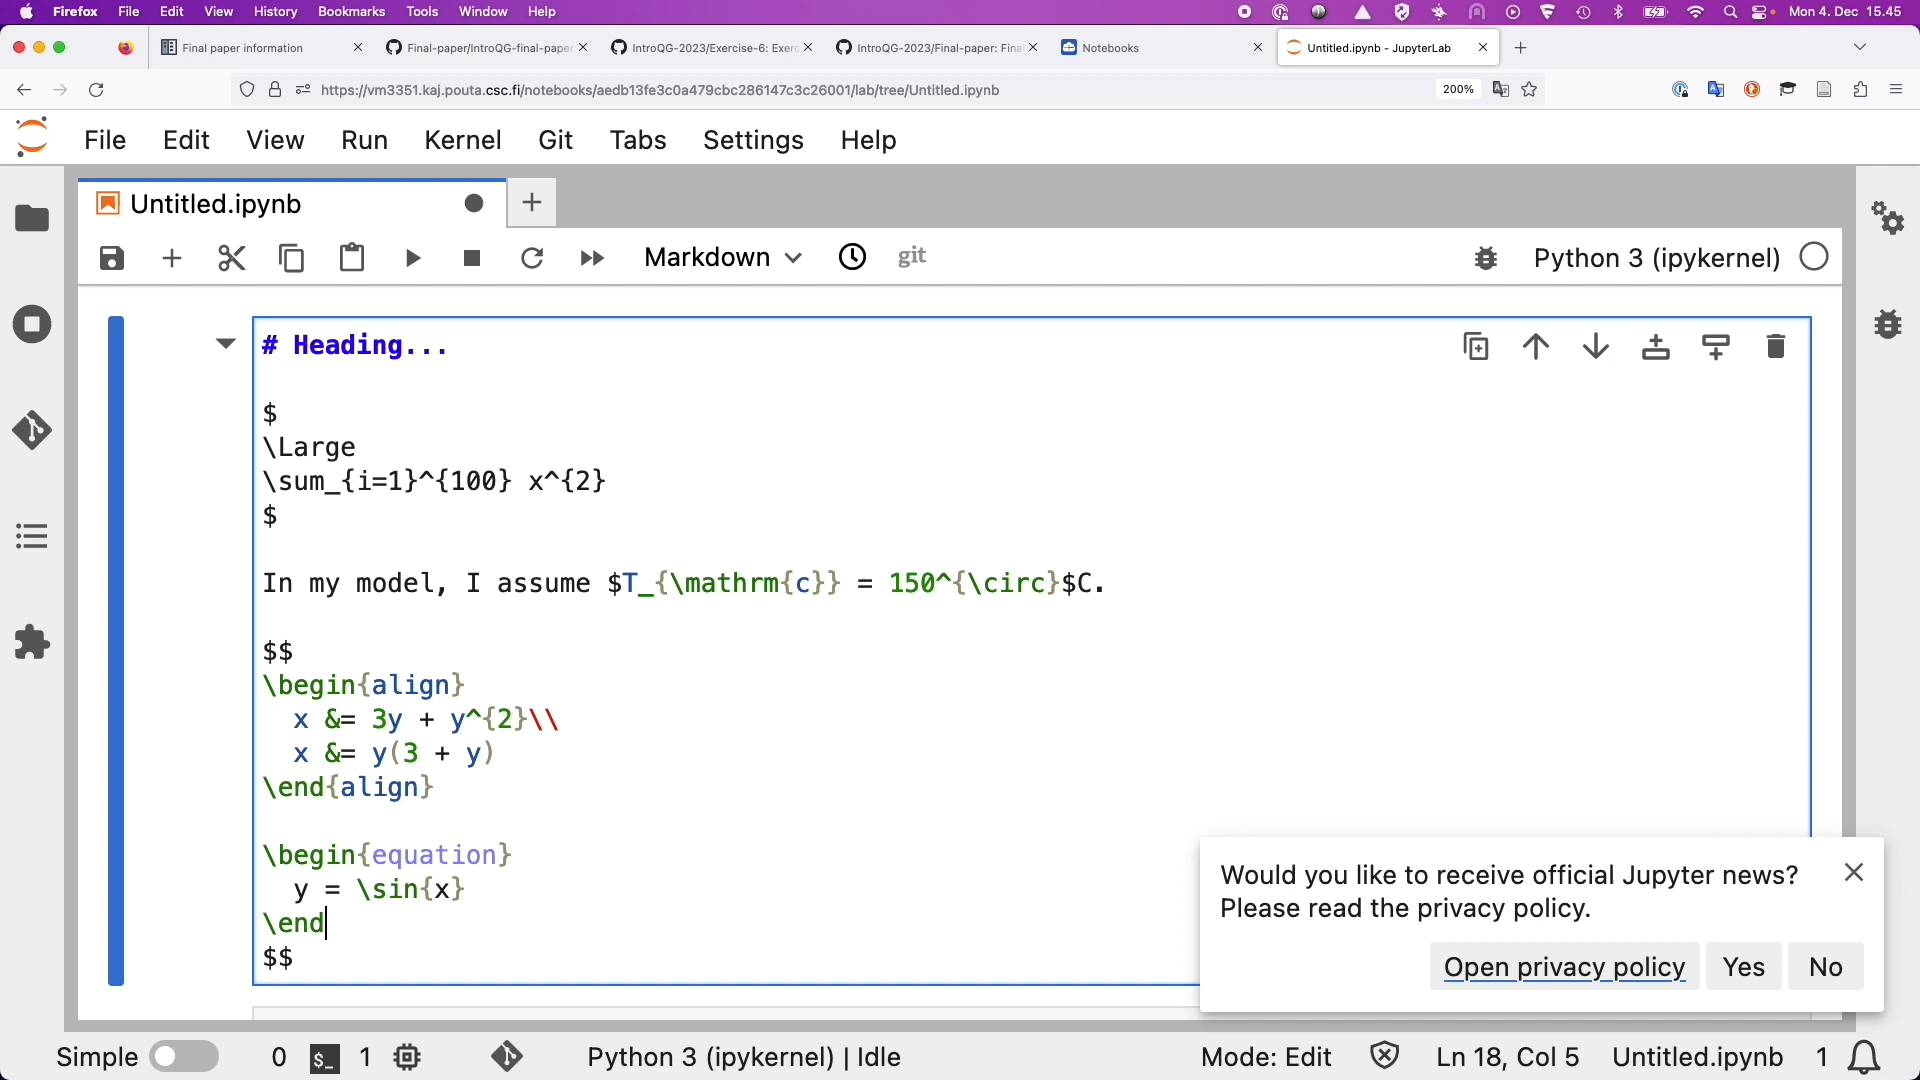 Firefox File Edit View History Bookmarks Tools Window Help Mon 4. Dec 15.45
Final paper information Final-paper/IntroQG-final-paper IntroQG-2023/Exercise-6: Exer IntroQG-2023/Final-paper: Fina Notebooks Untitled.ipynb - JupyterLab
https://vm3351.kaj.pouta.csc.fi/notebooks/aedb13fe3c0a479cbc286147c3c26001/lab/tree/Untitled.ipynb 200%
File Edit View Run Kernel Git Tabs Settings Help
Untitled.ipynb
Markdown git Python 3 (ipykernel)
# Heading...
$
\Large
\sum_{i=1}^{100} x^{2}
$
In my model, I assume $T_{\mathrm{c}} = 150^{\circ}$C.
$$
\begin{align}
x &= 3y + y^{2}\\
x &= y(3 + y)
\end{align}
\begin{equation}
y = \sin{x}
\end
$$
Would you like to receive official Jupyter news?
Please read the privacy policy.
Open privacy policy Yes No
Simple 0 $_ 1 Python 3 (ipykernel) | Idle Mode: Edit Ln 18, Col 5 Untitled.ipynb 1